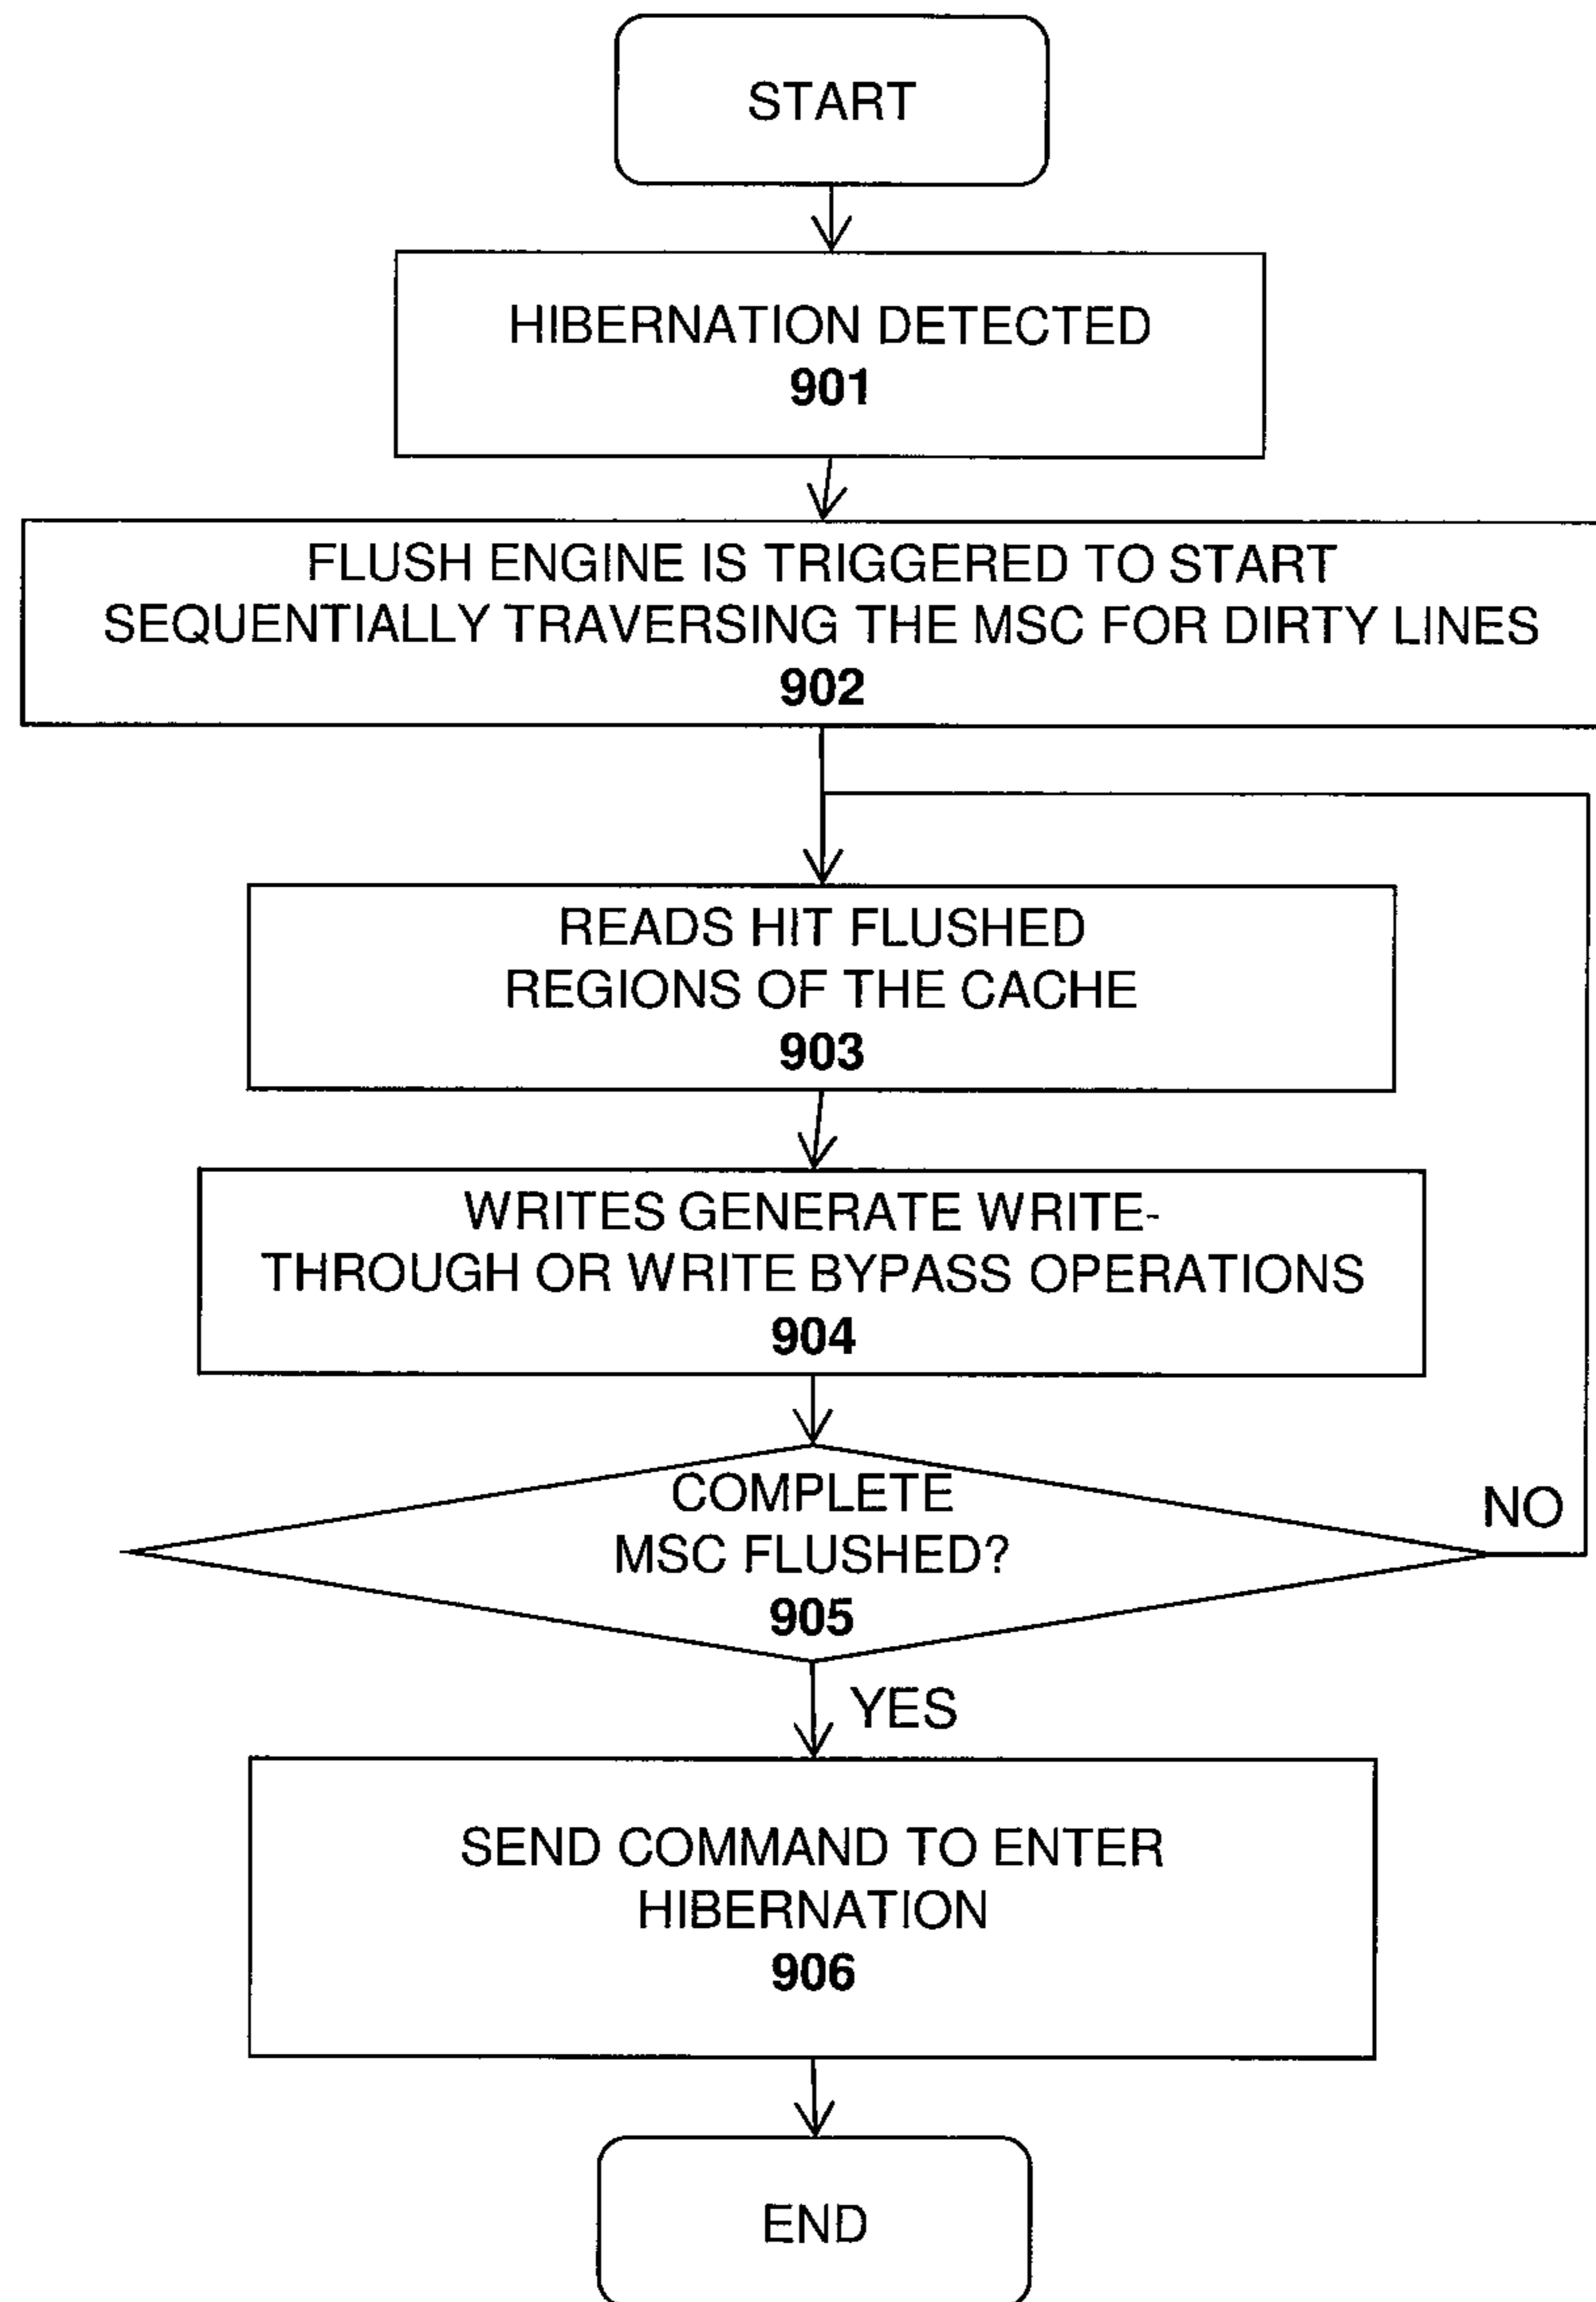 START
HIBERNATION DETECTED
901
FLUSH ENGINE IS TRIGGERED TO START
SEQUENTIALLY TRAVERSING THE MSC FOR DIRTY LINES
902
READS HIT FLUSHED
REGIONS OF THE CACHE
903
WRITES GENERATE WRITE-
THROUGH OR WRITE BYPASS OPERATIONS
904
COMPLETE
MSC FLUSHED?
905
NO
YES
SEND COMMAND TO ENTER
HIBERNATION
906
END